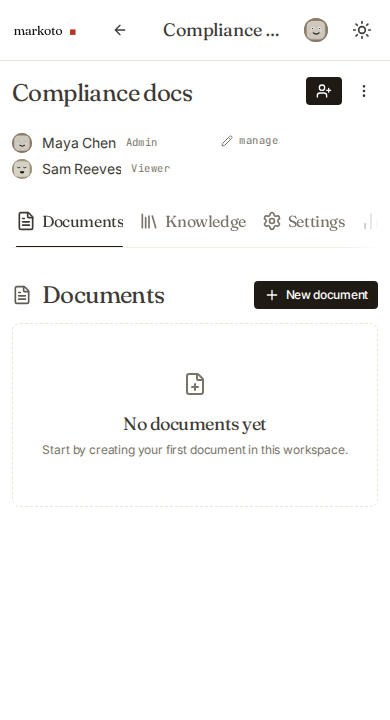 markoto
Compliance ...
Compliance docs
Maya Chen Admin
manage
Sam Reeves Viewer
Documents Knowledge Settings
Documents
New document
No documents yet
Start by creating your first document in this workspace.